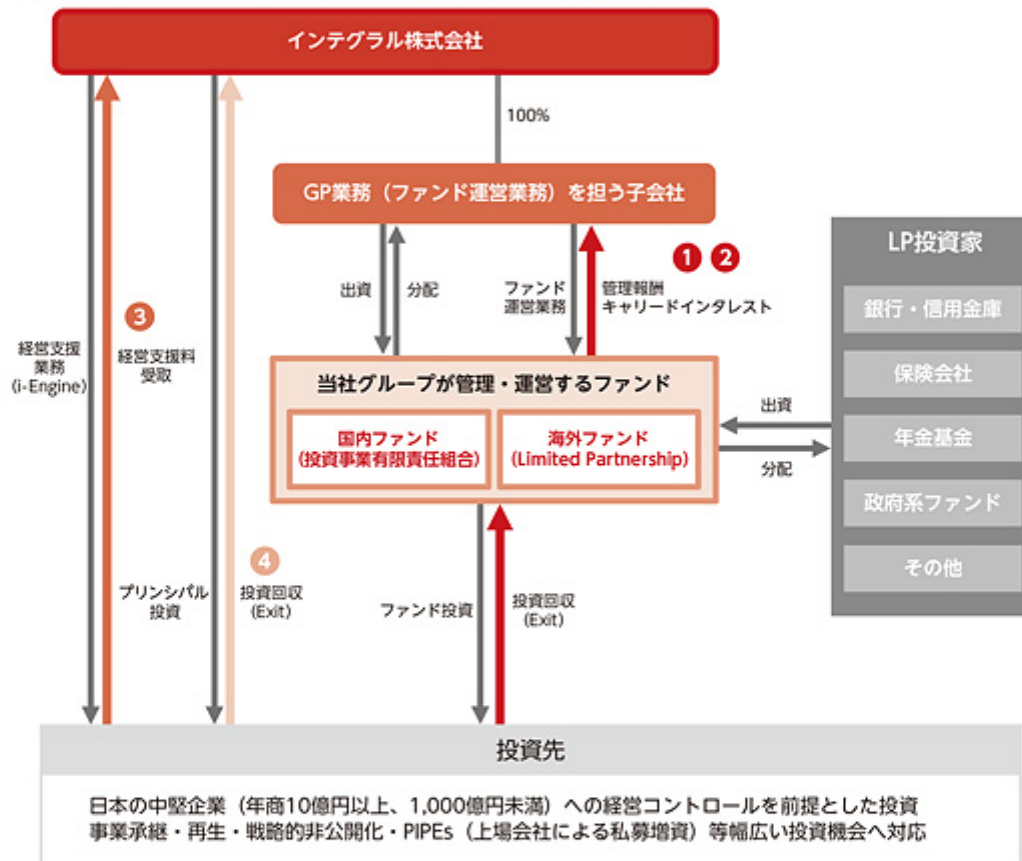 インテグラル株式会社
100%
GP業務（ファンド運営業務）を担う子会社
出資
分配
ファンド
運営業務
管理報酬
キャリードインタレスト
1
2
3
経営支援
業務
(i-Engine)
経営支援料
受取
当社グループが管理・運営するファンド
国内ファンド
(投資事業有限責任組合)
海外ファンド
(Limited Partnership)
出資
分配
LP投資家
銀行・信用金庫
保険会社
年金基金
政府系ファンド
その他
プリンシパル
投資
4
投資回収
(Exit)
ファンド投資
投資回収
(Exit)
投資先
日本の中堅企業（年商10億円以上、1,000億円未満）への経営コントロールを前提とした投資
事業承継・再生・戦略的非公開化・PIPEs（上場会社による私募増資）等幅広い投資機会へ対応